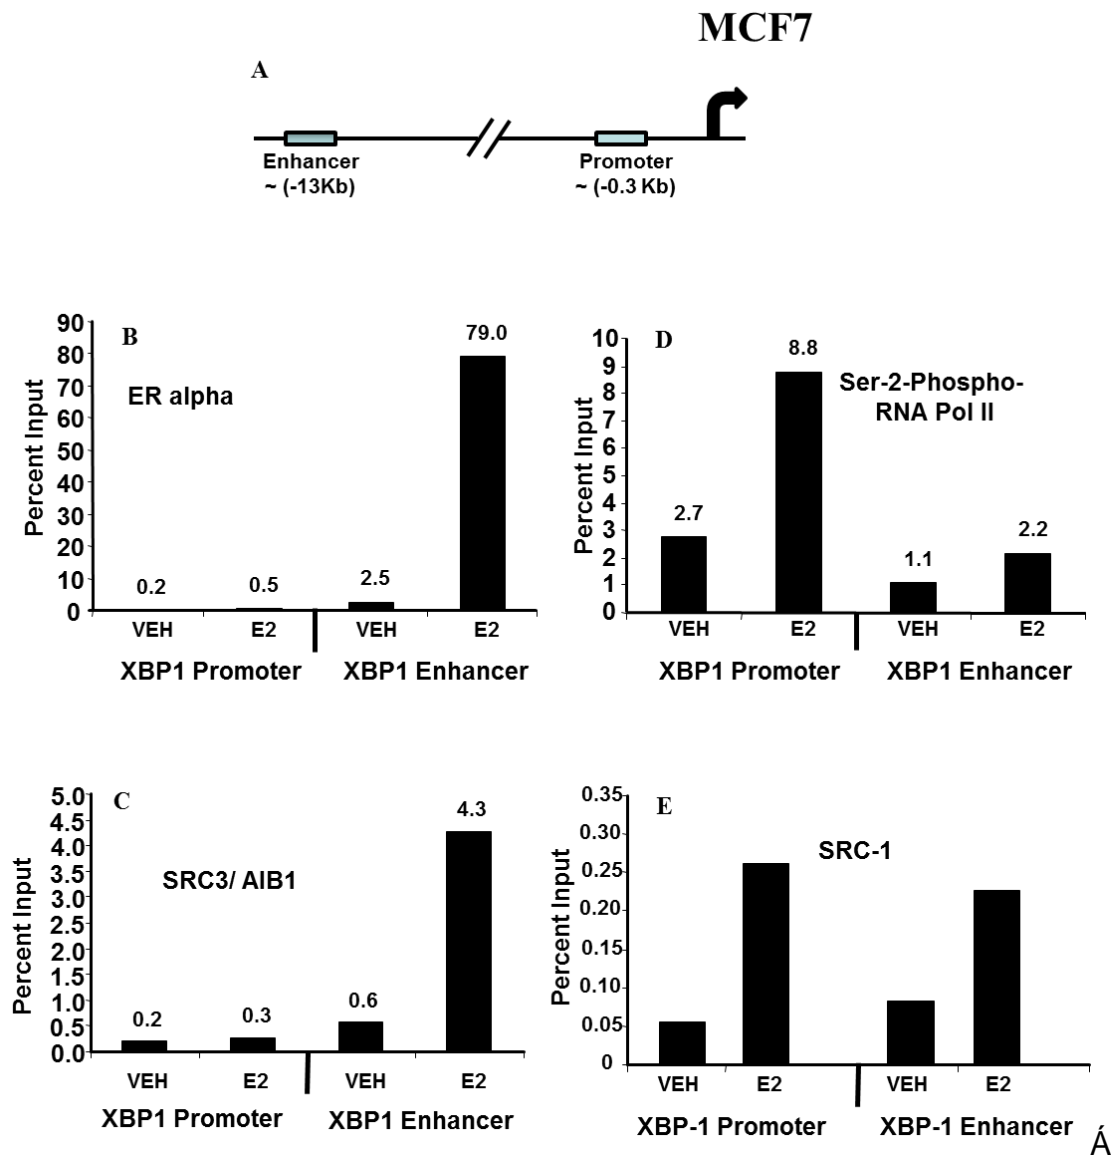 MCF7
A
Enhancer
~ (-13Kb)
Promoter
~ (-0.3 Kb)
B
ER alpha
Percent Input
90
80
70
60
50
40
30
20
10
0
0.2
0.5
2.5
79.0
VEH
E2
VEH
E2
XBP1 Promoter
XBP1 Enhancer
D
Ser-2-Phospho-
RNA Pol II
Percent Input
10
9
8
7
6
5
4
3
2
1
0
2.7
8.8
1.1
2.2
VEH
E2
VEH
E2
XBP1 Promoter
XBP1 Enhancer
C
SRC3/ AIB1
Percent Input
5.0
4.5
4.0
3.5
3.0
2.5
2.0
1.5
1.0
0.5
0.0
0.2
0.3
0.6
4.3
VEH
E2
VEH
E2
XBP1 Promoter
XBP1 Enhancer
E
SRC-1
Percent Input
0.35
0.30
0.25
0.20
0.15
0.10
0.05
0
VEH
E2
VEH
E2
XBP-1 Promoter
XBP-1 Enhancer
Á